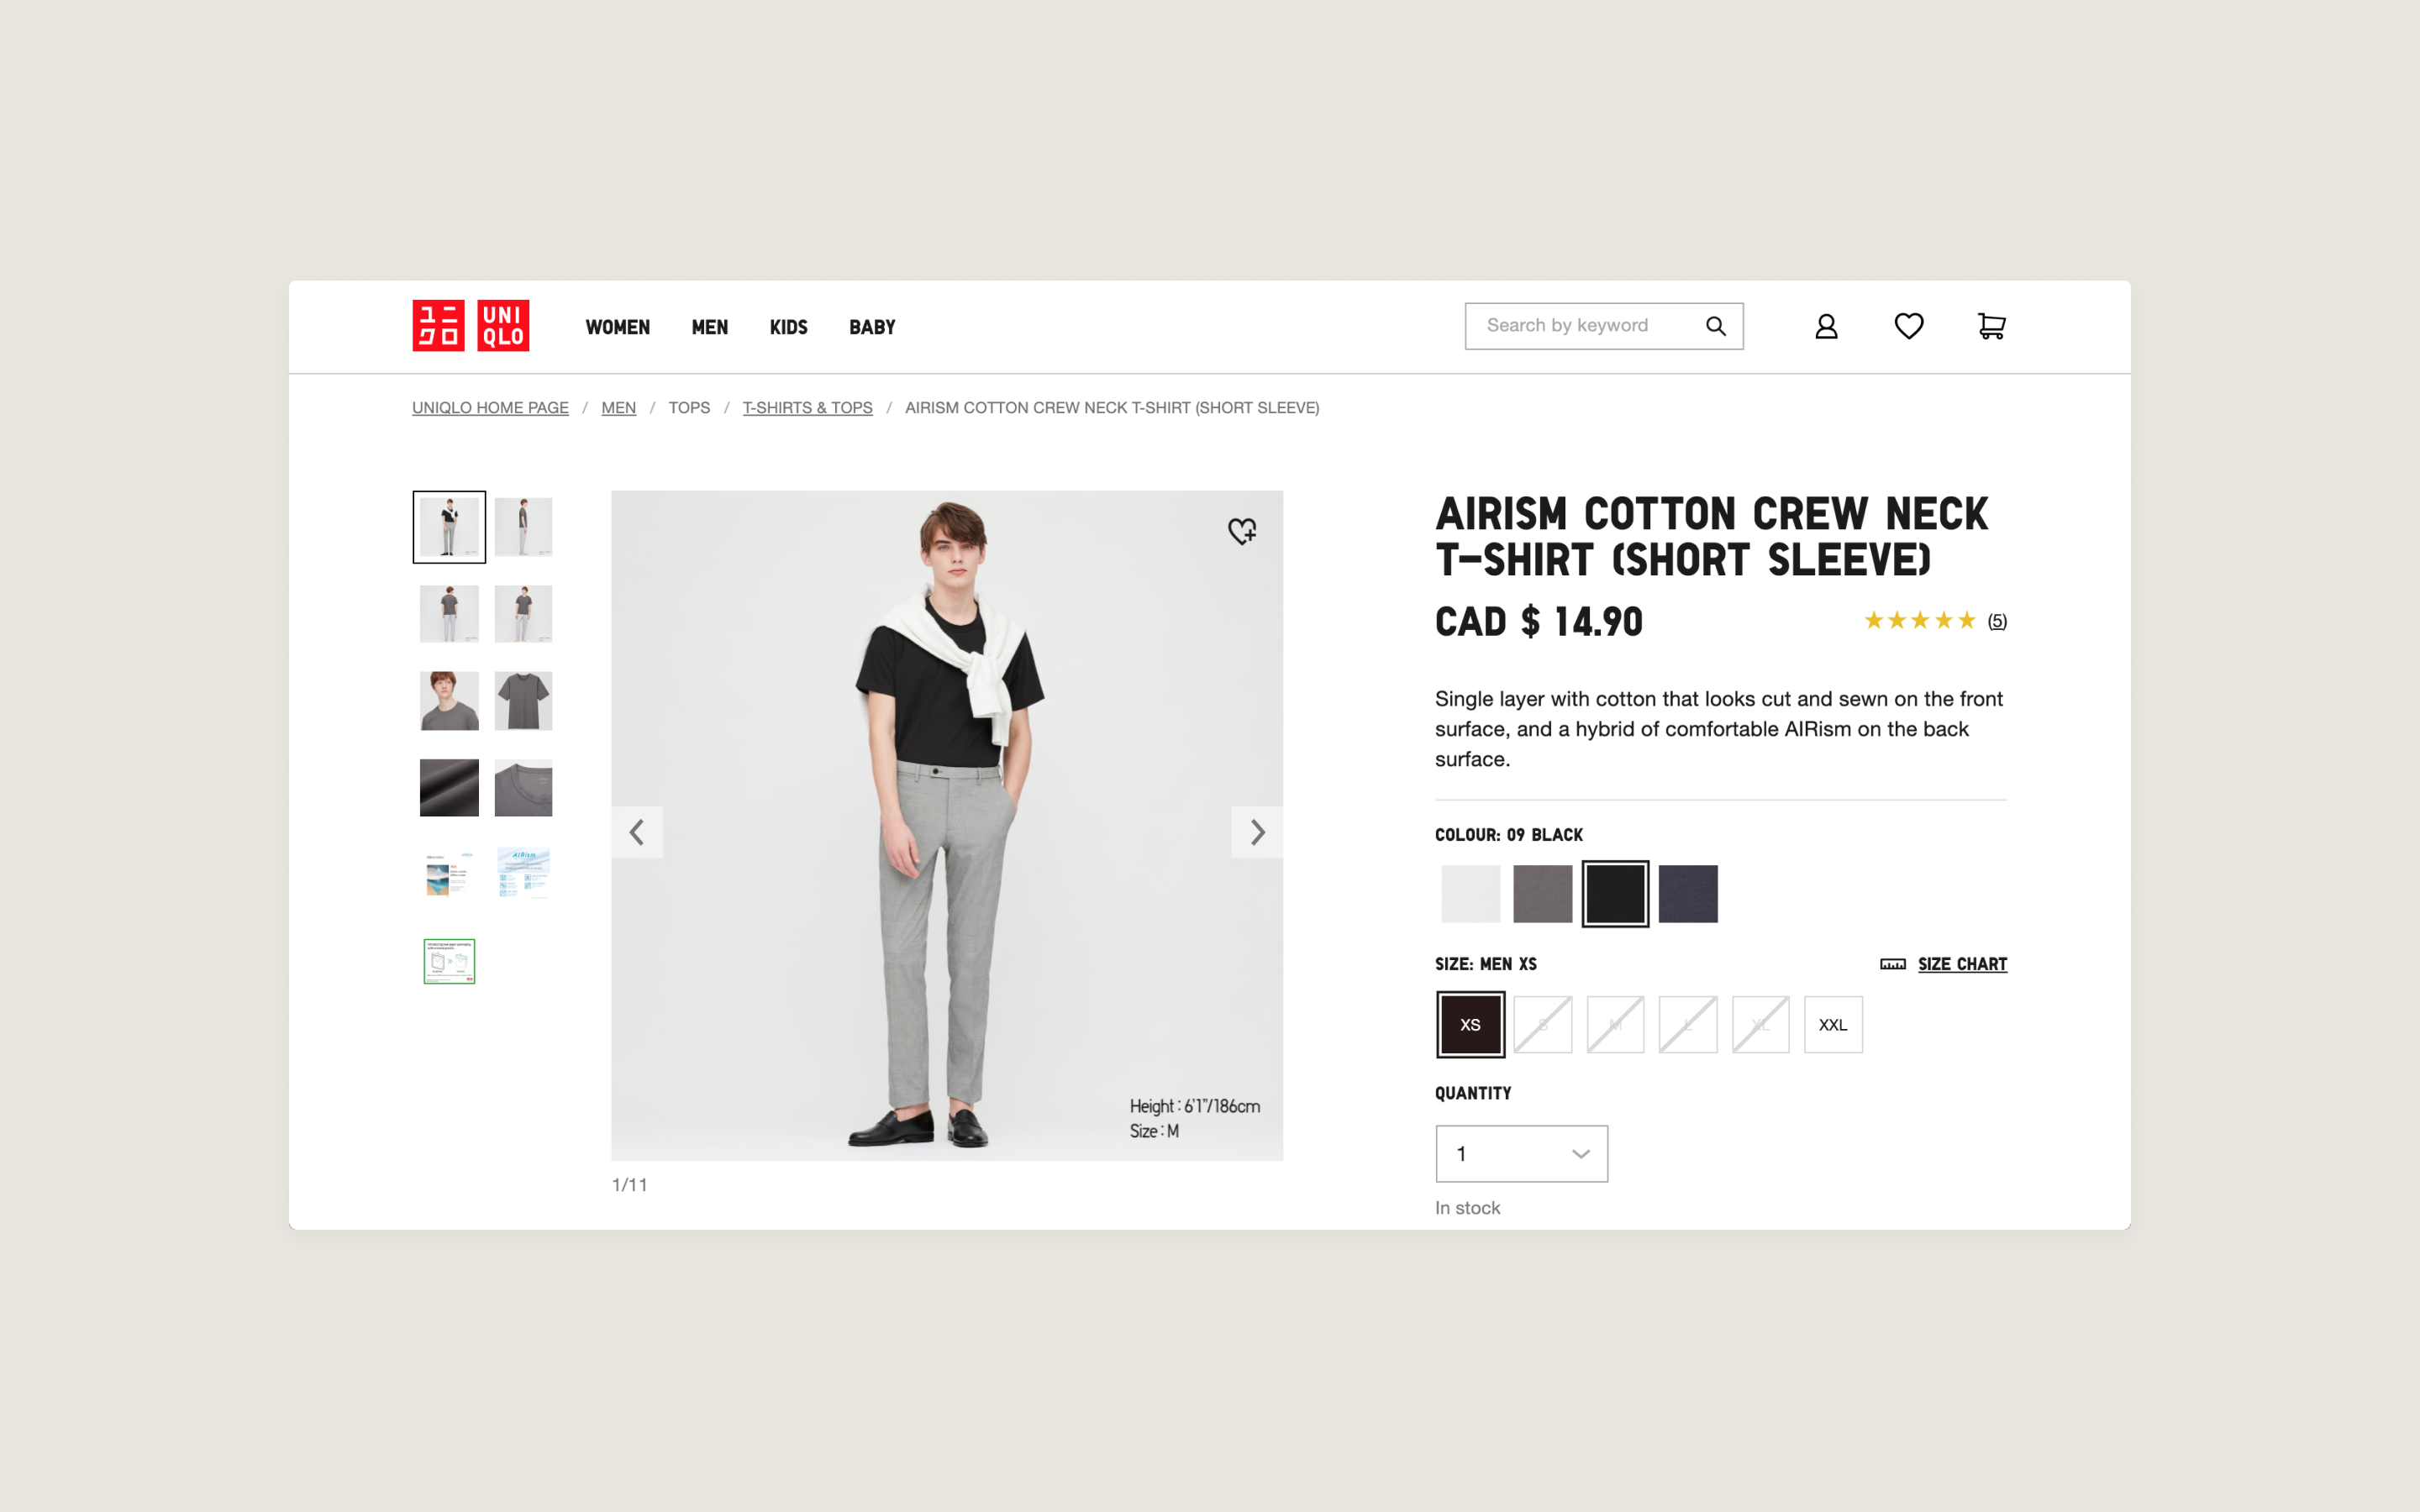 ユニ
クロ
UNI
QLO
WOMEN MEN KIDS BABY
Search by keyword
UNIQLO HOME PAGE / MEN / TOPS / T-SHIRTS & TOPS / AIRISM COTTON CREW NECK T-SHIRT (SHORT SLEEVE)
AIRism
Height : 6'1"/186cm
Size : M
1/11
AIRISM COTTON CREW NECK
T-SHIRT (SHORT SLEEVE)
CAD $ 14.90
★★★★★ (5)
Single layer with cotton that looks cut and sewn on the front
surface, and a hybrid of comfortable AIRism on the back
surface.
COLOUR: 09 BLACK
SIZE: MEN XS
SIZE CHART
XS S M L XL XXL
QUANTITY
1
In stock